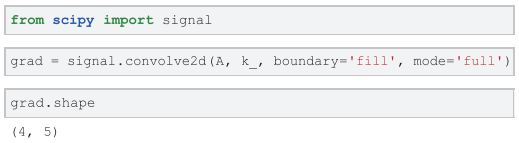 from scipy import signal
grad = signal.convolve2d(A, k_, boundary='fill', mode='full')
grad.shape
(4, 5)